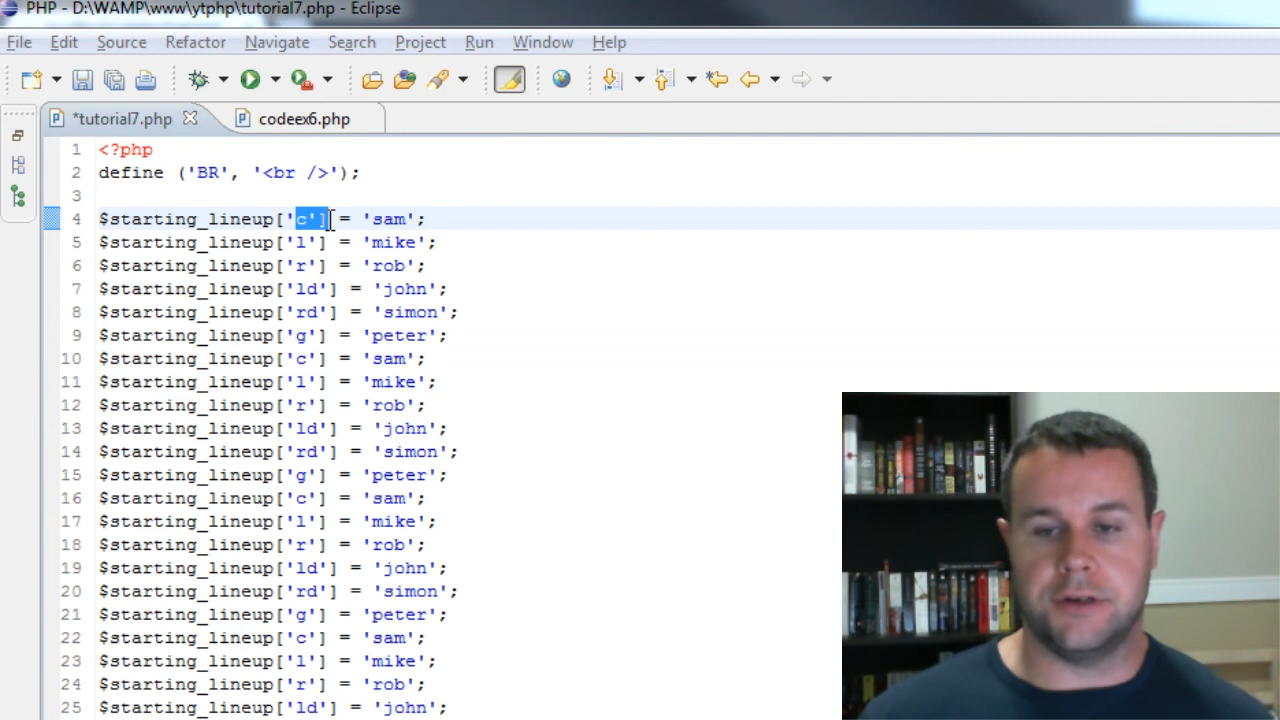 PHP - D:\WAMP\www\ytphp\tutorial7.php - Eclipse
File Edit Source Refactor Navigate Search Project Run Window Help
*tutorial7.php codeex6.php
1 <?php
2 define ('BR', '<br />');
3
4 $starting_lineup['c'] = 'sam';
5 $starting_lineup['l'] = 'mike';
6 $starting_lineup['r'] = 'rob';
7 $starting_lineup['ld'] = 'john';
8 $starting_lineup['rd'] = 'simon';
9 $starting_lineup['g'] = 'peter';
10 $starting_lineup['c'] = 'sam';
11 $starting_lineup['l'] = 'mike';
12 $starting_lineup['r'] = 'rob';
13 $starting_lineup['ld'] = 'john';
14 $starting_lineup['rd'] = 'simon';
15 $starting_lineup['g'] = 'peter';
16 $starting_lineup['c'] = 'sam';
17 $starting_lineup['l'] = 'mike';
18 $starting_lineup['r'] = 'rob';
19 $starting_lineup['ld'] = 'john';
20 $starting_lineup['rd'] = 'simon';
21 $starting_lineup['g'] = 'peter';
22 $starting_lineup['c'] = 'sam';
23 $starting_lineup['l'] = 'mike';
24 $starting_lineup['r'] = 'rob';
25 $starting_lineup['ld'] = 'john';